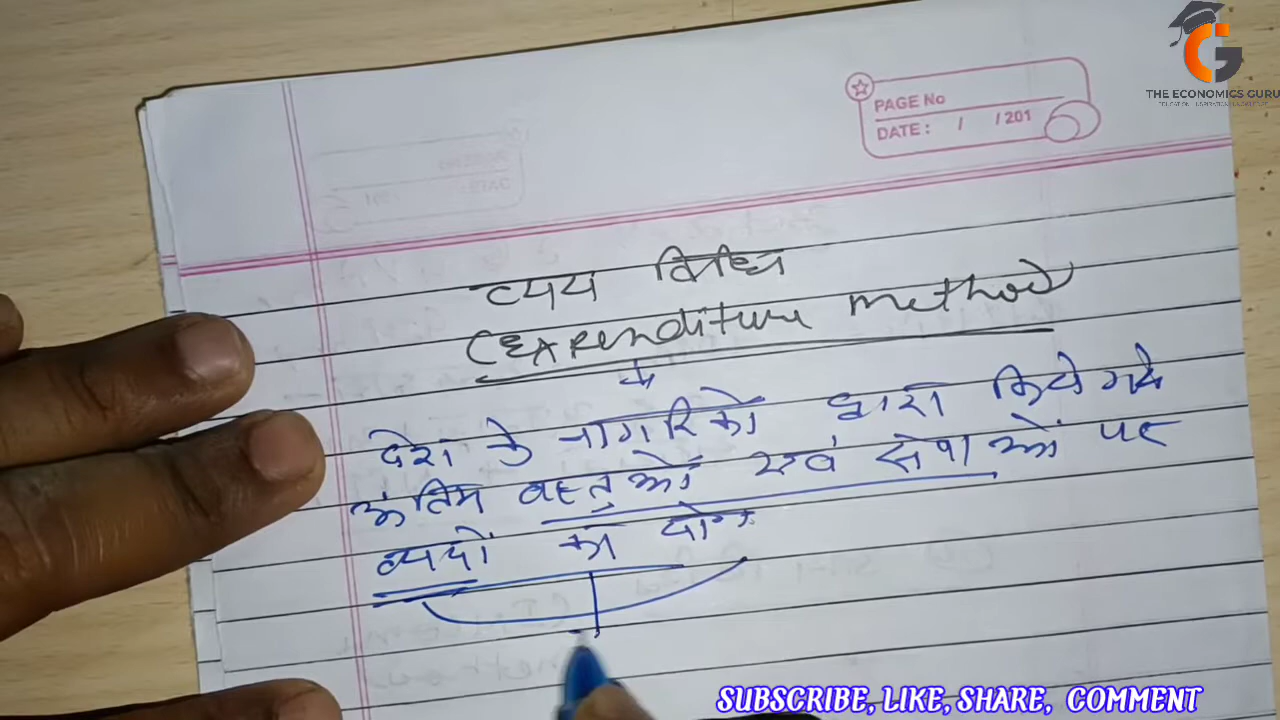 THE ECONOMICS GURU
PAGE No
DATE: / / 201
व्यय विधि
(Expenditure method)
देश के नागरिकों द्वारा किये गये
अंतिम वस्तुओं एवं सेवाओं पर
व्ययों का योग
SUBSCRIBE, LIKE, SHARE, COMMENT